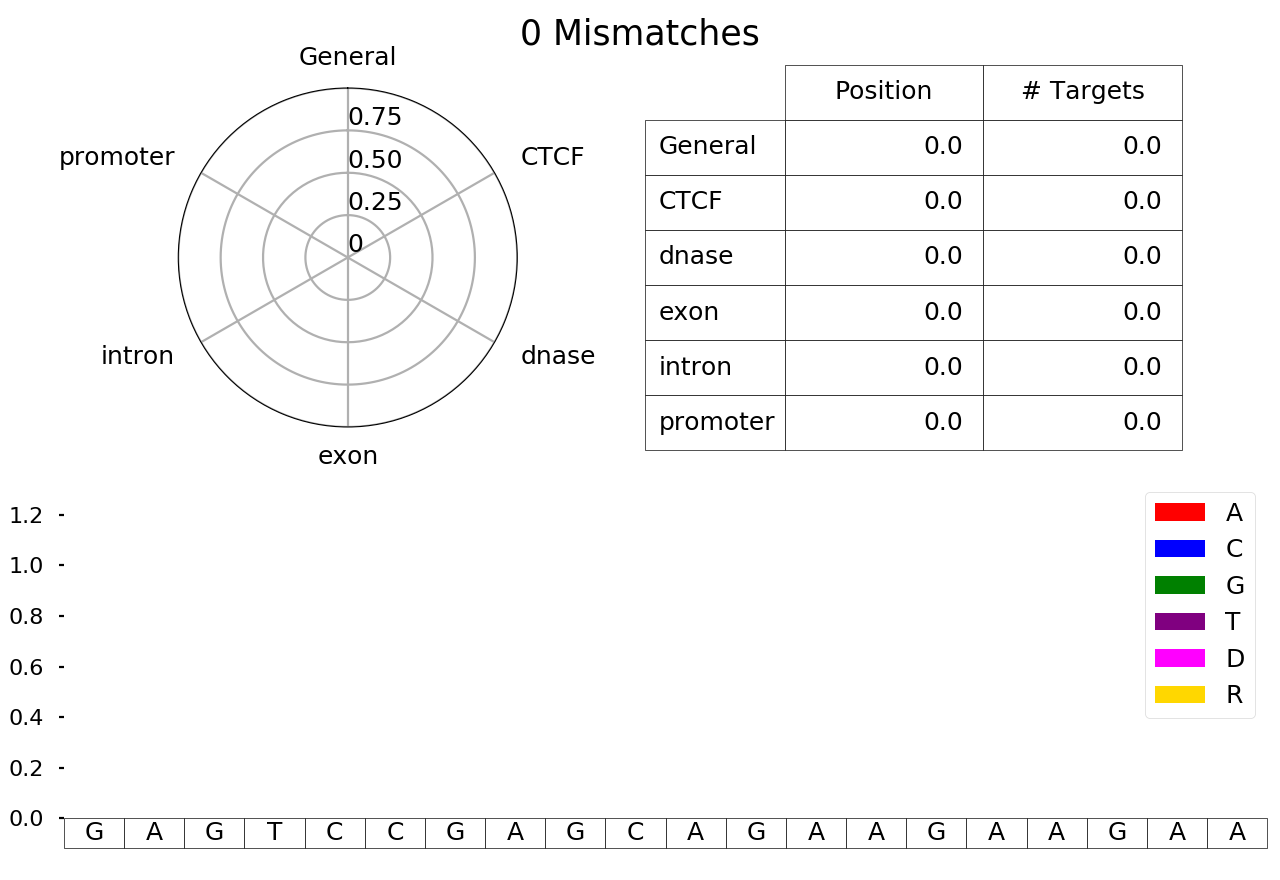 0 Mismatches
General
promoter
CTCF
0.75
0.50
0.25
0
intron
dnase
exon
Position # Targets
General 0.0 0.0
CTCF 0.0 0.0
dnase 0.0 0.0
exon 0.0 0.0
intron 0.0 0.0
promoter 0.0 0.0
1.2
1.0
0.8
0.6
0.4
0.2
0.0
A
C
G
T
D
R
G A G T C C G A G C A G A A G A A G A A